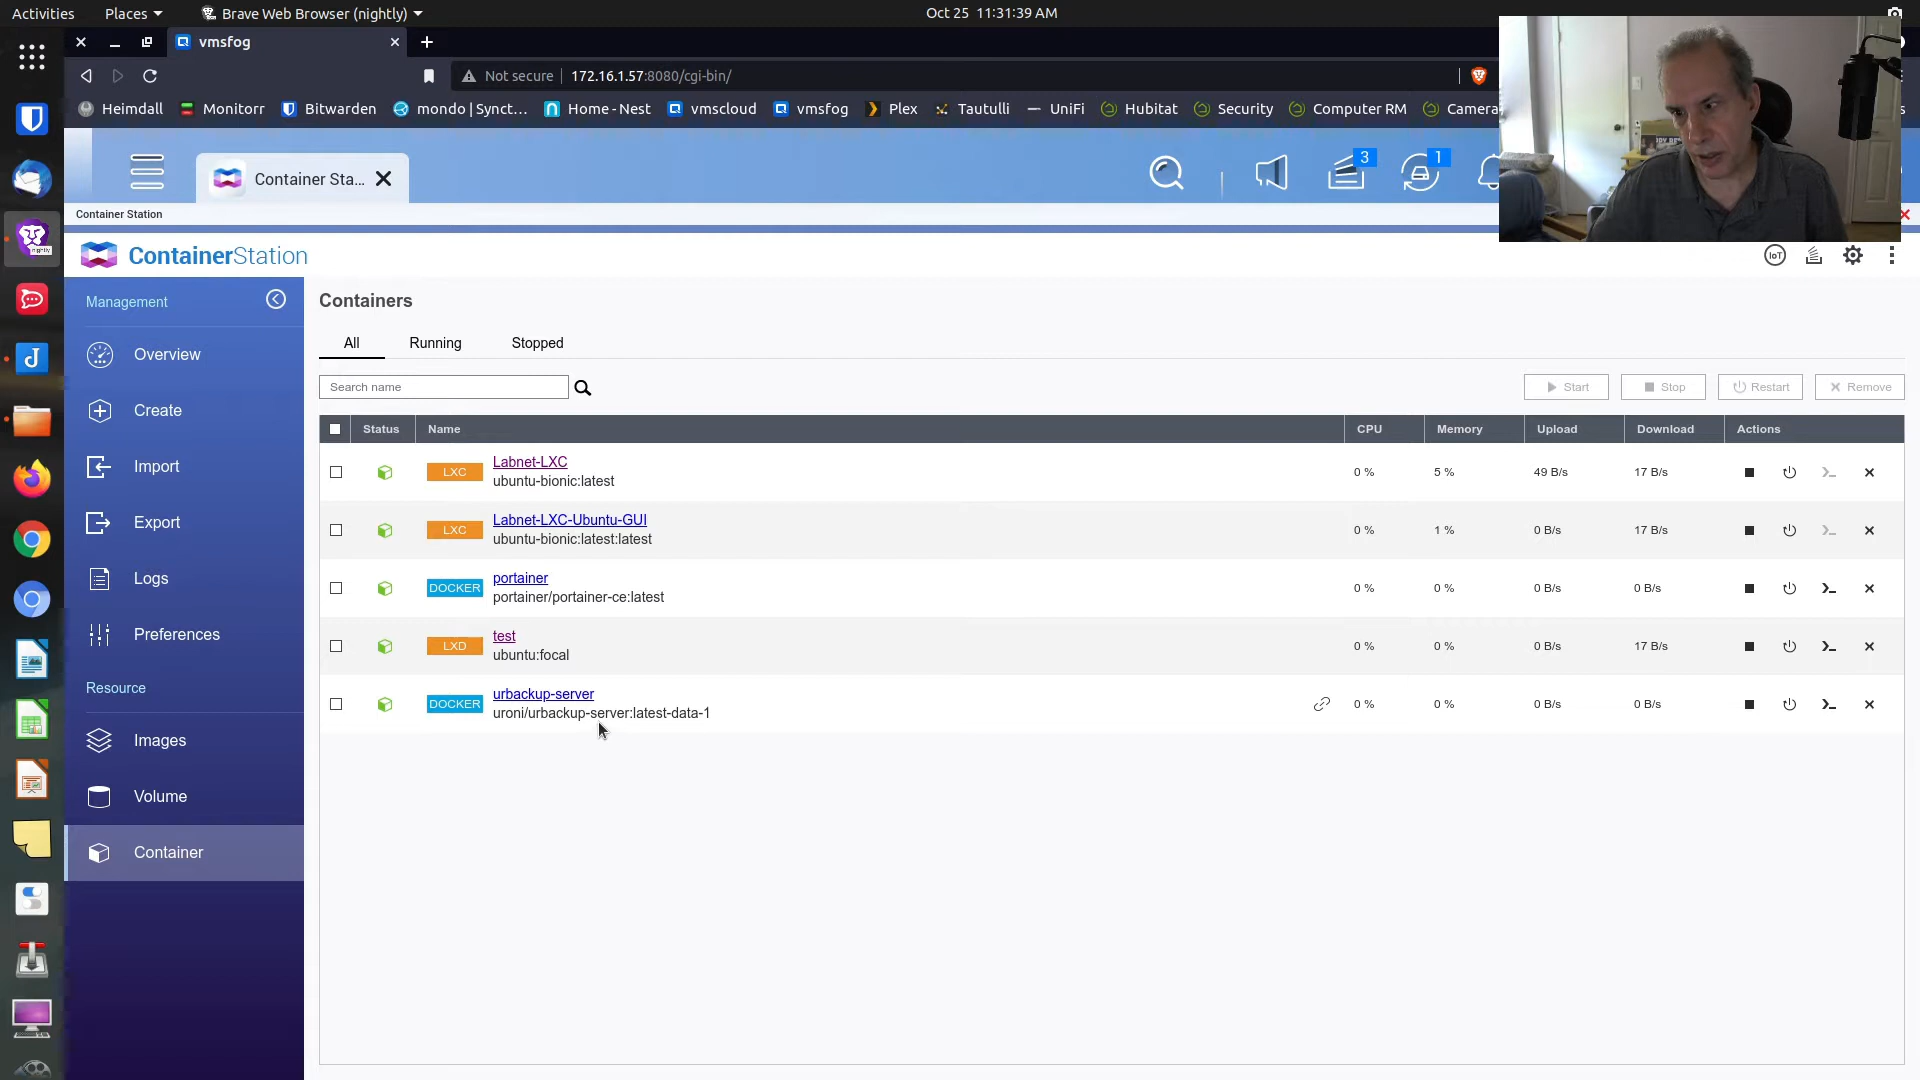 Activities Places Brave Web Browser (nightly) Oct 25 11:31:39 AM
vmsfog
Not secure 172.16.1.57:8080/cgi-bin/
Heimdall Monitorr Bitwarden mondo | Synct... Home - Nest vmscloud vmsfog Plex Tautulli UniFi Hubitat Security Computer RM Camera
Container Sta... 3 1
Container Station
ContainerStation IoT
Management
Overview
Create
Import
Export
Logs
Preferences
Resource
Images
Volume
Container
Containers
All Running Stopped
Search name Start Stop Restart Remove
Status Name CPU Memory Upload Download Actions
LXC Labnet-LXC 0 % 5 % 49 B/s 17 B/s
ubuntu-bionic:latest
LXC Labnet-LXC-Ubuntu-GUI 0 % 1 % 0 B/s 17 B/s
ubuntu-bionic:latest:latest
DOCKER portainer 0 % 0 % 0 B/s 0 B/s
portainer/portainer-ce:latest
LXD test 0 % 0 % 0 B/s 17 B/s
ubuntu:focal
DOCKER urbackup-server 0 % 0 % 0 B/s 0 B/s
uroni/urbackup-server:latest-data-1